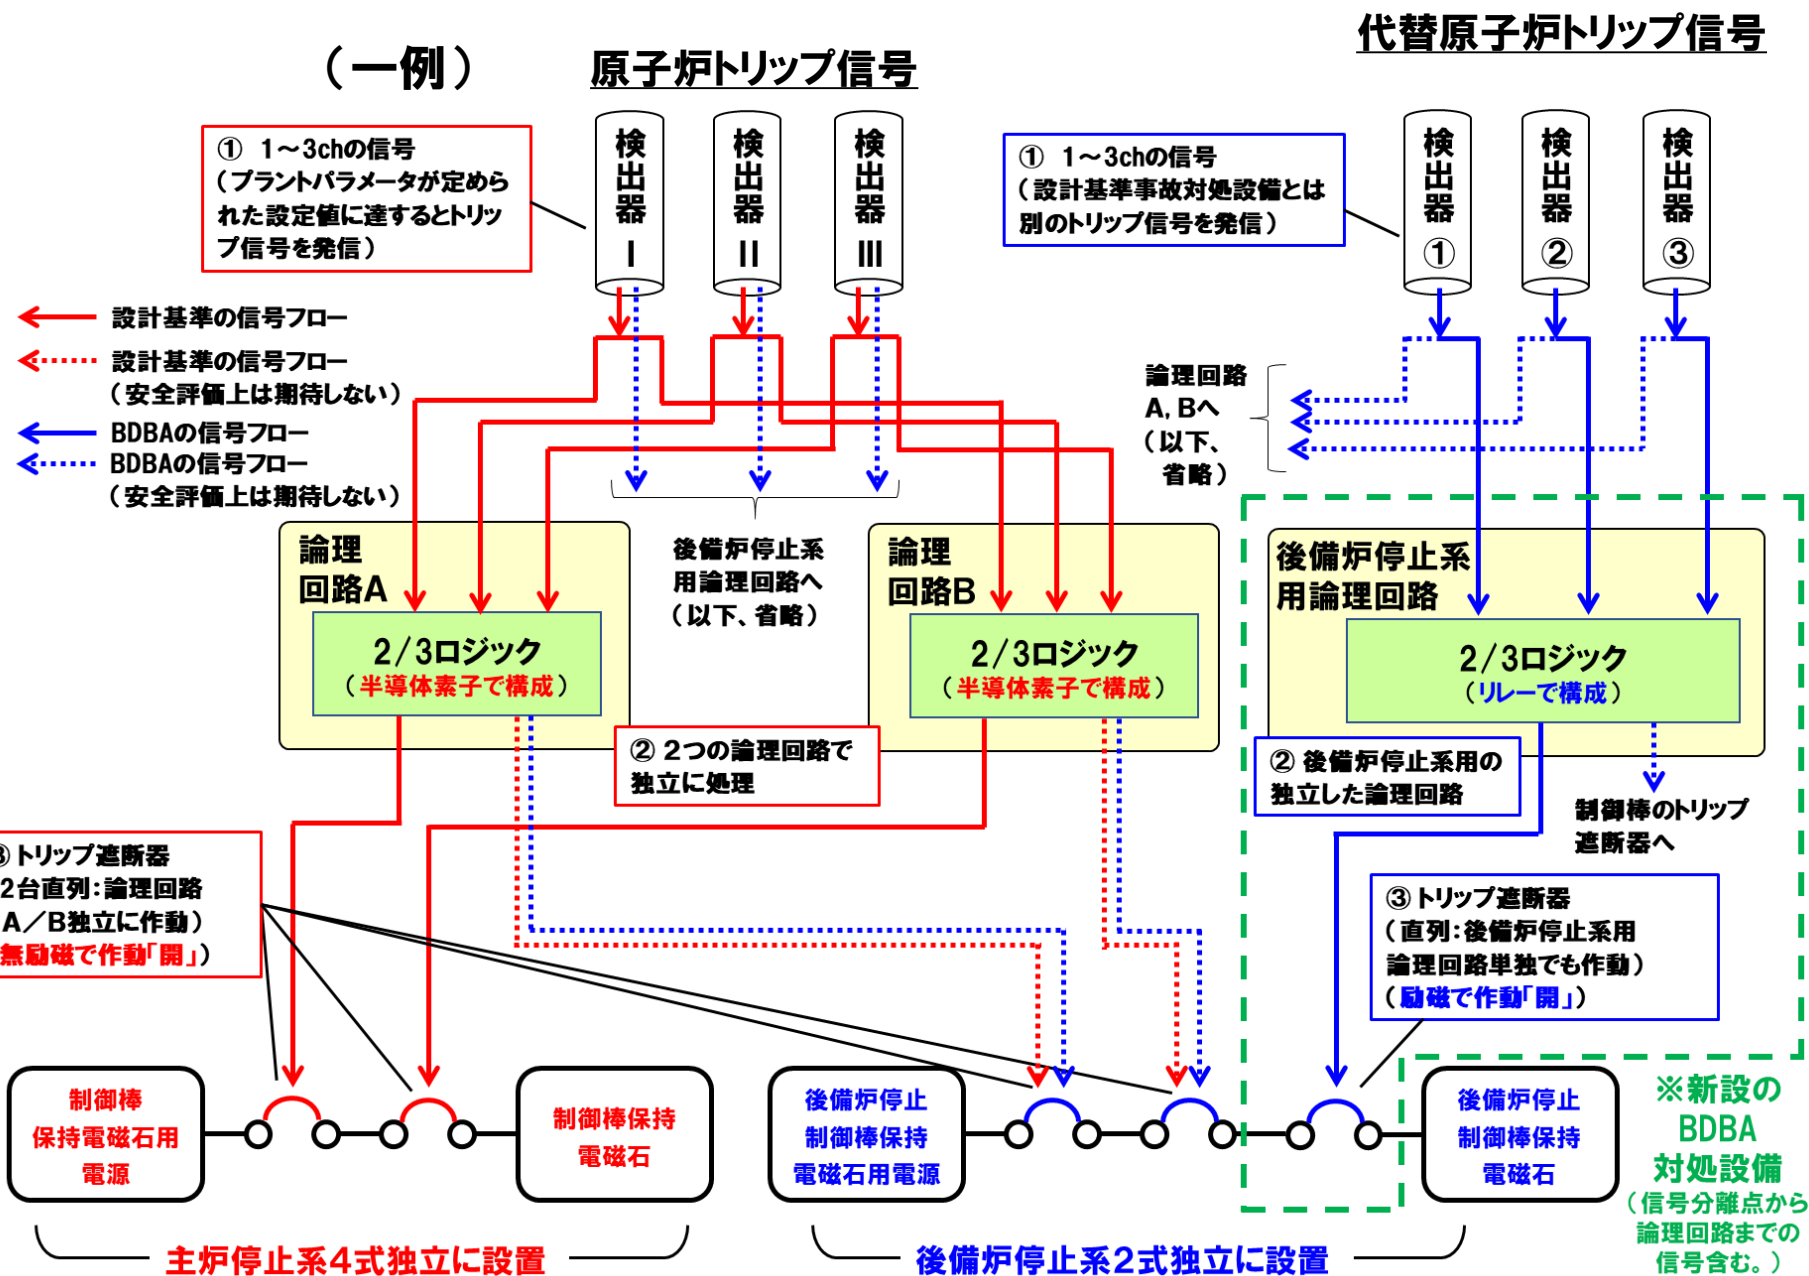 （一例）
原子炉トリップ信号
代替原子炉トリップ信号
① 1～3chの信号
（プラントパラメータが定めら
れた設定値に達するとトリッ
プ信号を発信）
検出器 I
検出器 II
検出器 III
① 1～3chの信号
（設計基準事故対処設備とは
別のトリップ信号を発信）
検出器 ①
検出器 ②
検出器 ③
設計基準の信号フロー
設計基準の信号フロー
（安全評価上は期待しない）
BDBAの信号フロー
BDBAの信号フロー
（安全評価上は期待しない）
論理回路
A, Bへ
（以下、
省略）
論理
回路A
2/3ロジック
（半導体素子で構成）
後備炉停止系
用論理回路へ
（以下、省略）
論理
回路B
2/3ロジック
（半導体素子で構成）
後備炉停止系
用論理回路
2/3ロジック
（リレーで構成）
② 2つの論理回路で
独立に処理
② 後備炉停止系用の
独立した論理回路
制御棒のトリップ
遮断器へ
③トリップ遮断器
2台直列：論理回路
A／B独立に作動）
無励磁で作動「開」）
③トリップ遮断器
（直列：後備炉停止系用
論理回路単独でも作動）
（励磁で作動「開」）
制御棒
保持電磁石用
電源
制御棒保持
電磁石
後備炉停止
制御棒保持
電磁石用電源
後備炉停止
制御棒保持
電磁石
※新設の
BDBA
対処設備
（信号分離点から
論理回路までの
信号含む。）
主炉停止系4式独立に設置
後備炉停止系2式独立に設置